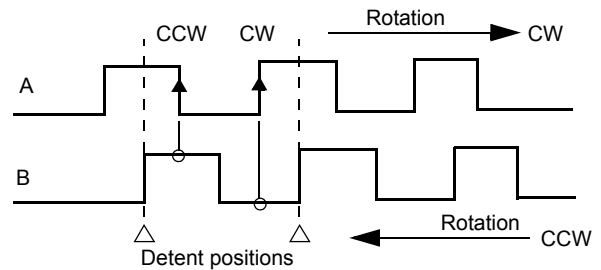 CCW CW Rotation CW
A
B
Rotation CCW
Detent positions